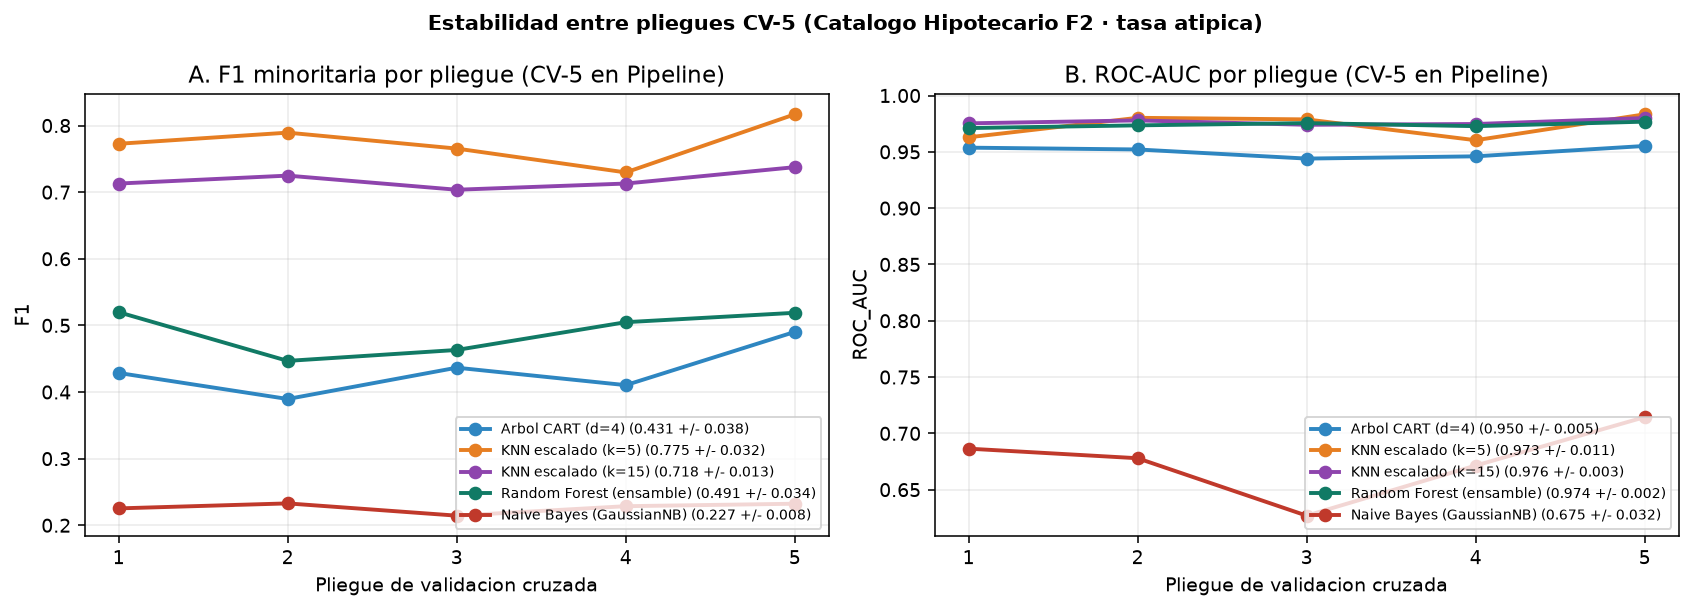 Estabilidad entre pliegues CV-5 (Catalogo Hipotecario F2 · tasa atipica)
A. F1 minoritaria por pliegue (CV-5 en Pipeline)
F1
0.8
0.7
0.6
0.5
0.4
0.3
0.2
1
2
3
4
5
Pliegue de validacion cruzada
Arbol CART (d=4) (0.431 +/- 0.038)
KNN escalado (k=5) (0.775 +/- 0.032)
KNN escalado (k=15) (0.718 +/- 0.013)
Random Forest (ensamble) (0.491 +/- 0.034)
Naive Bayes (GaussianNB) (0.227 +/- 0.008)
B. ROC-AUC por pliegue (CV-5 en Pipeline)
ROC_AUC
1.00
0.95
0.90
0.85
0.80
0.75
0.70
0.65
1
2
3
4
5
Pliegue de validacion cruzada
Arbol CART (d=4) (0.950 +/- 0.005)
KNN escalado (k=5) (0.973 +/- 0.011)
KNN escalado (k=15) (0.976 +/- 0.003)
Random Forest (ensamble) (0.974 +/- 0.002)
Naive Bayes (GaussianNB) (0.675 +/- 0.032)